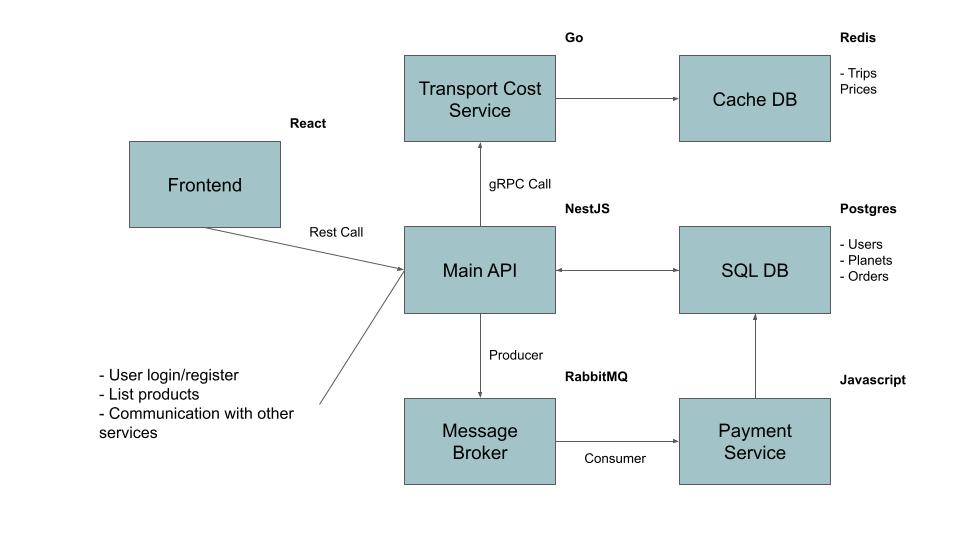 Go
Redis
Transport Cost
Service
Cache DB
- Trips
Prices
React
Frontend
gRPC Call
Rest Call
NestJS
Postgres
Main API
SQL DB
- Users
- Planets
- Orders
Producer
- User login/register
- List products
- Communication with other
services
RabbitMQ
Javascript
Message
Broker
Consumer
Payment
Service